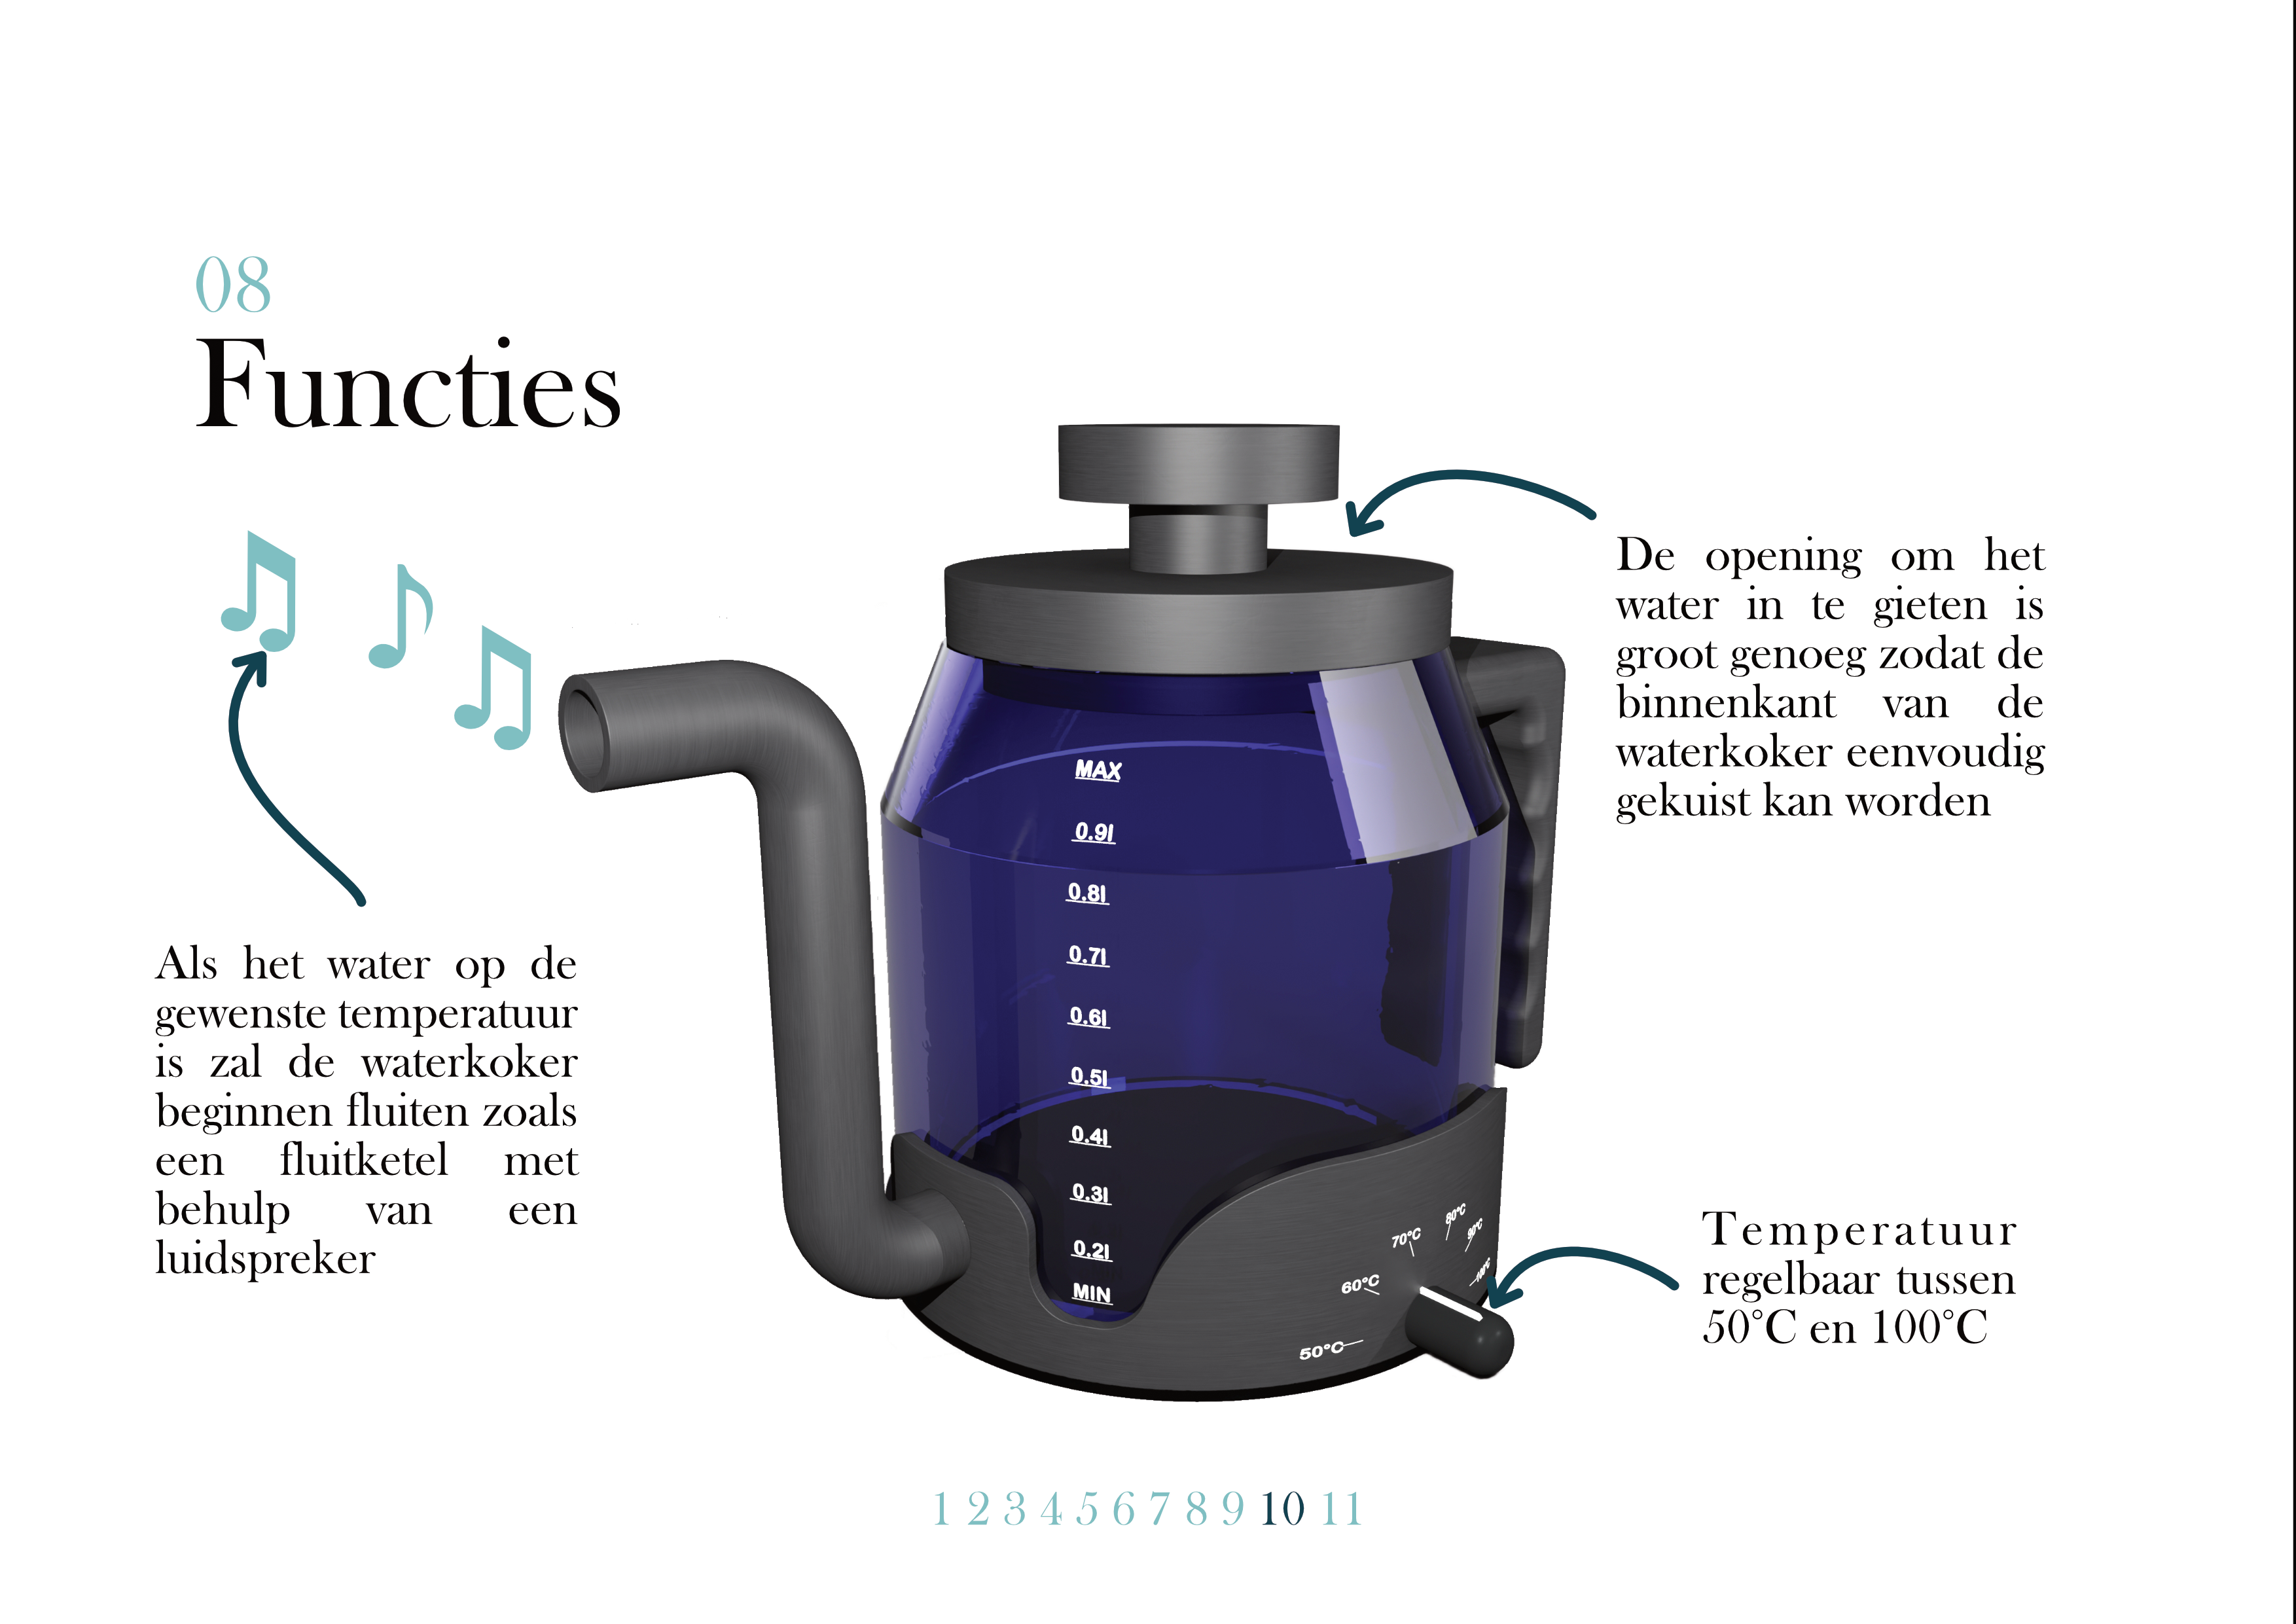 08
Functies
De opening om het
water in te gieten is
groot genoeg zodat de
binnenkant van de
waterkoker eenvoudig
gekuist kan worden
MAX
0.9l
0.8l
0.7l
0.6l
0.5l
0.4l
0.3l
0.2l
MIN
Als het water op de
gewenste temperatuur
is zal de waterkoker
beginnen fluiten zoals
een fluitketel met
behulp van een
luidspreker
50°C
60°C
70°C
80°C
90°C
100°C
Temperatuur
regelbaar tussen
50°C en 100°C
1 2 3 4 5 6 7 8 9 10 11